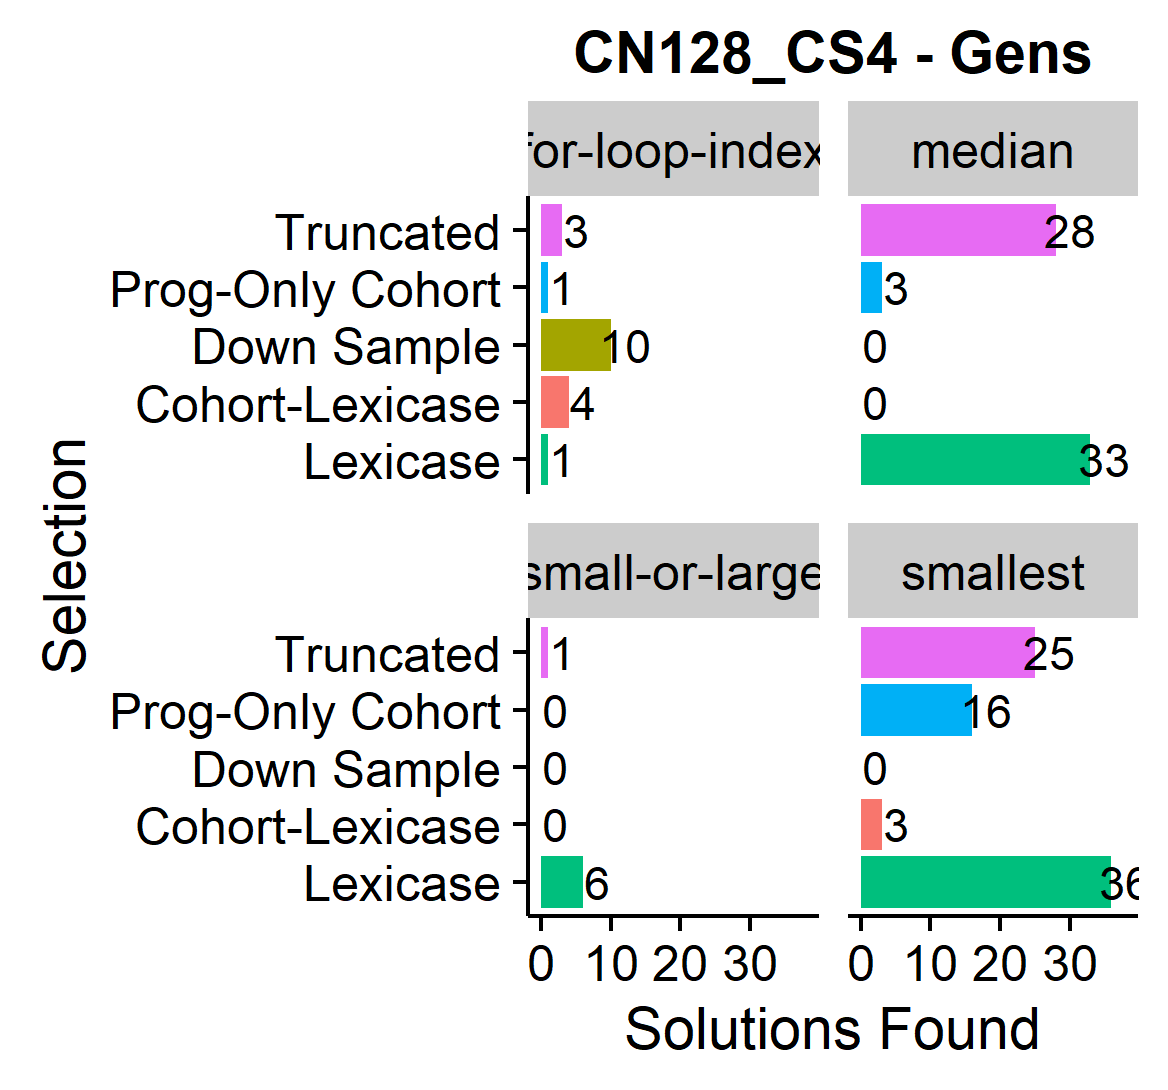 CN128_CS4 - Gens
for-loop-index
median
Truncated
3
28
Prog-Only Cohort
1
3
Down Sample
10
0
Cohort-Lexicase
4
0
Lexicase
1
33
Selection
small-or-large
smallest
Truncated
1
25
Prog-Only Cohort
0
16
Down Sample
0
0
Cohort-Lexicase
0
3
Lexicase
6
36
0 10 20 30
0 10 20 30
Solutions Found